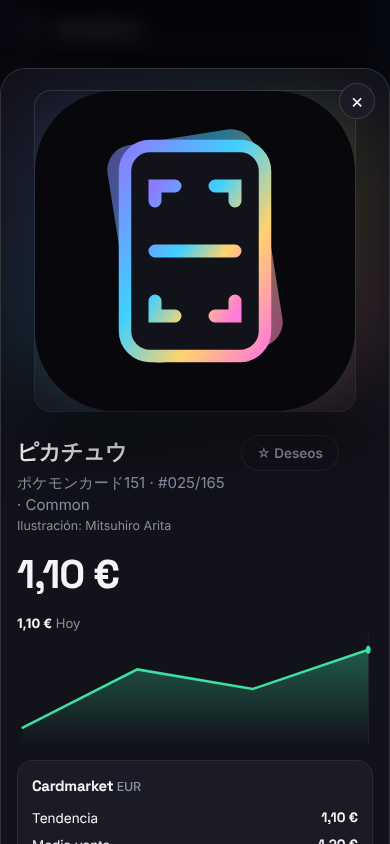 ×
ピカチュウ
☆ Deseos
ポケモンカード151 · #025/165
· Common
Ilustración: Mitsuhiro Arita
1,10 €
1,10 € Hoy
Cardmarket EUR
Tendencia 1,10 €